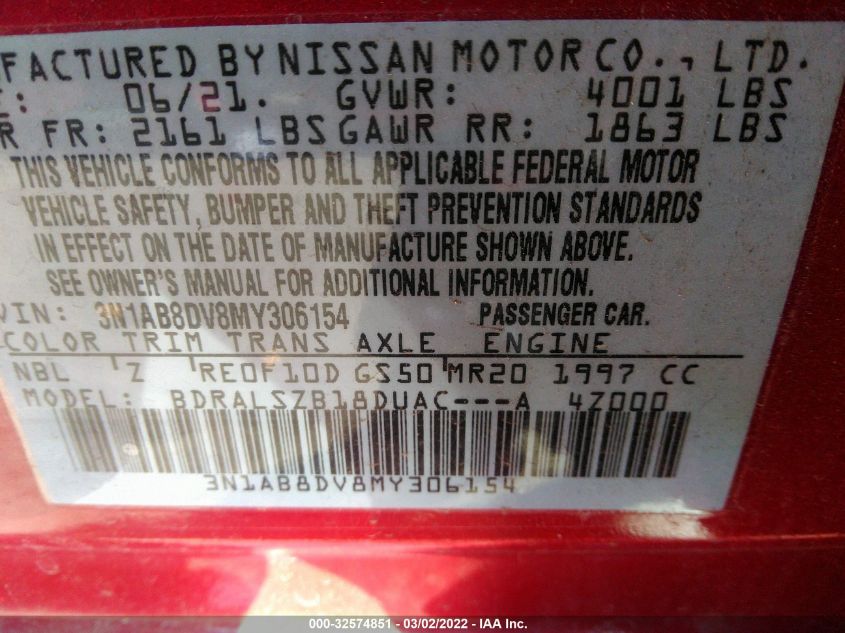 FACTURED BY NISSAN MOTOR CO., LTD.
E: 06/21. GVWR: 4001 LBS
R FR: 2161 LBS GAWR RR: 1863 LBS
THIS VEHICLE CONFORMS TO ALL APPLICABLE FEDERAL MOTOR
VEHICLE SAFETY, BUMPER AND THEFT PREVENTION STANDARDS
IN EFFECT ON THE DATE OF MANUFACTURE SHOWN ABOVE.
SEE OWNER'S MANUAL FOR ADDITIONAL INFORMATION.
VIN: 3N1AB8DV8MY306154 PASSENGER CAR.
COLOR TRIM TRANS AXLE ENGINE
NBL Z RE0F10D GS50 MR20 1997 CC
MODEL: BDRALSZB18DUAC---A 4Z000
3N1AB8DV8MY306154
000-32574851 - 03/02/2022 - IAA Inc.